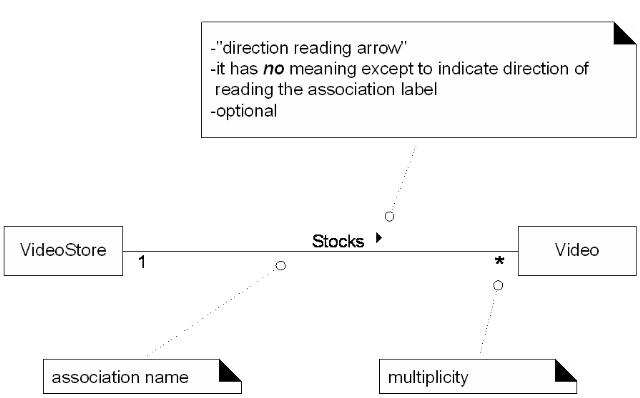 -"direction reading arrow"
-it has no meaning except to indicate direction of
reading the association label
-optional
Stocks
VideoStore
Video
1
*
association name
multiplicity